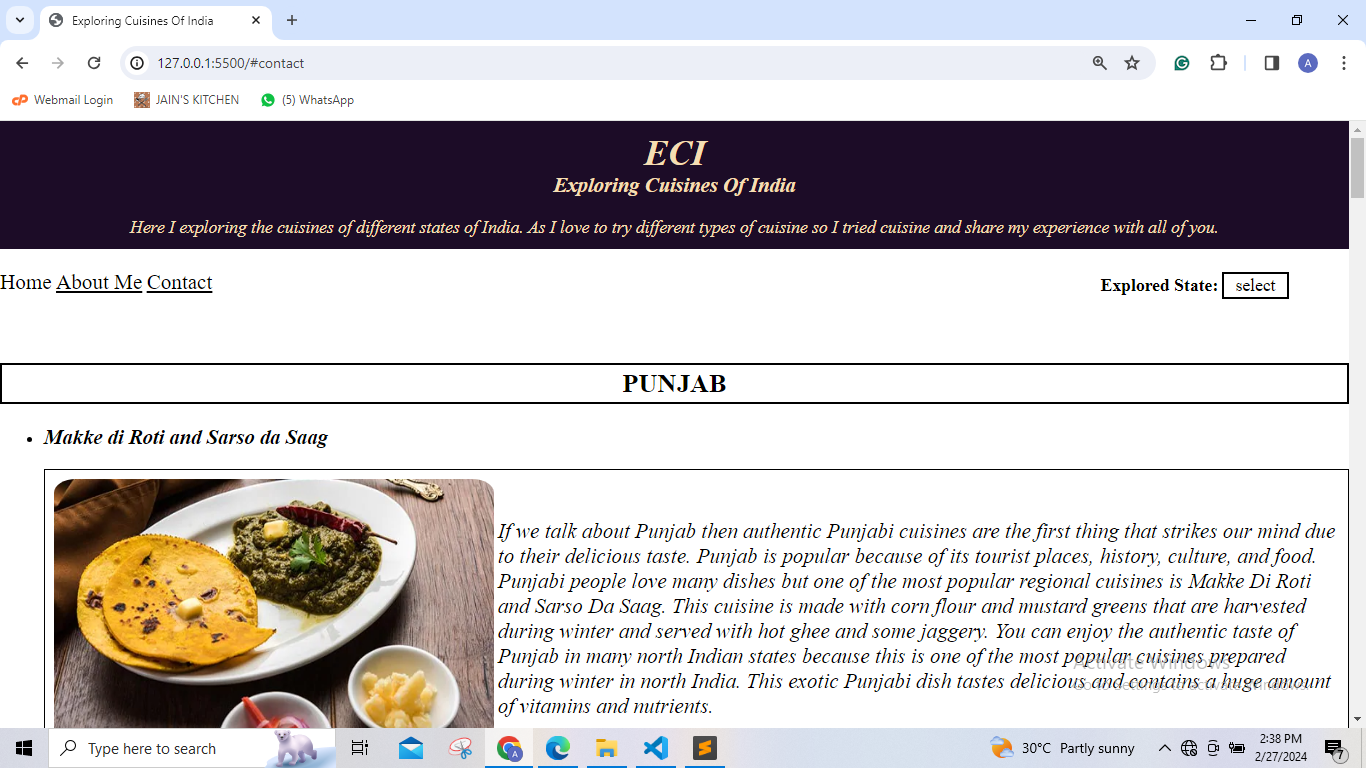 Exploring Cuisines Of India
127.0.0.1:5500/#contact
A
Webmail Login JAIN'S KITCHEN (5) WhatsApp
ECI
Exploring Cuisines Of India
Here I exploring the cuisines of different states of India. As I love to try different types of cuisine so I tried cuisine and share my experience with all of you.
Home About Me Contact
Explored State: select
PUNJAB
Makke di Roti and Sarso da Saag
If we talk about Punjab then authentic Punjabi cuisines are the first thing that strikes our mind due
to their delicious taste. Punjab is popular because of its tourist places, history, culture, and food.
Punjabi people love many dishes but one of the most popular regional cuisines is Makke Di Roti
and Sarso Da Saag. This cuisine is made with corn flour and mustard greens that are harvested
during winter and served with hot ghee and some jaggery. You can enjoy the authentic taste of
Punjab in many north Indian states because this is one of the most popular cuisines prepared
during winter in north India. This exotic Punjabi dish tastes delicious and contains a huge amount
of vitamins and nutrients.
Activate Windows
Go to Settings to activate Windows.
Type here to search
30°C Partly sunny
2:38 PM
2/27/2024
7